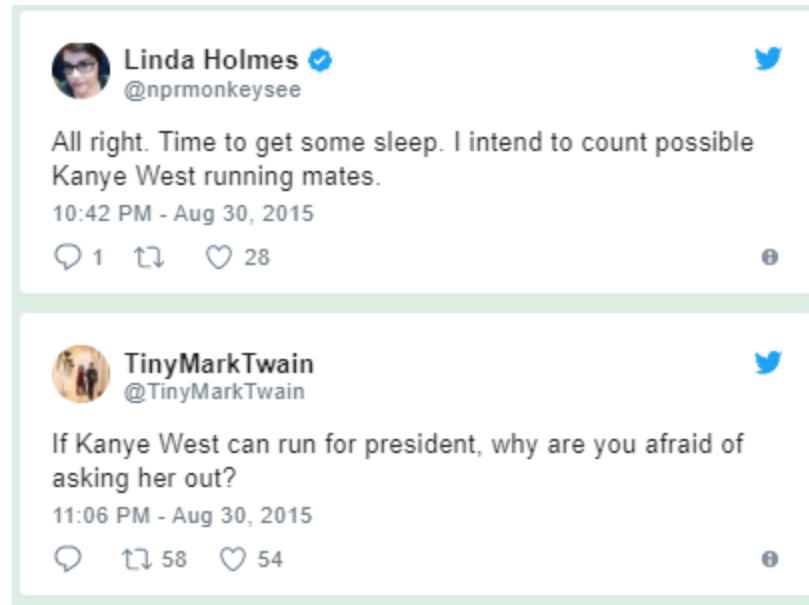 Linda Holmes
@nprmonkeysee
All right. Time to get some sleep. I intend to count possible
Kanye West running mates.
10:42 PM - Aug 30, 2015
1 28
TinyMarkTwain
@TinyMarkTwain
If Kanye West can run for president, why are you afraid of
asking her out?
11:06 PM - Aug 30, 2015
58 54